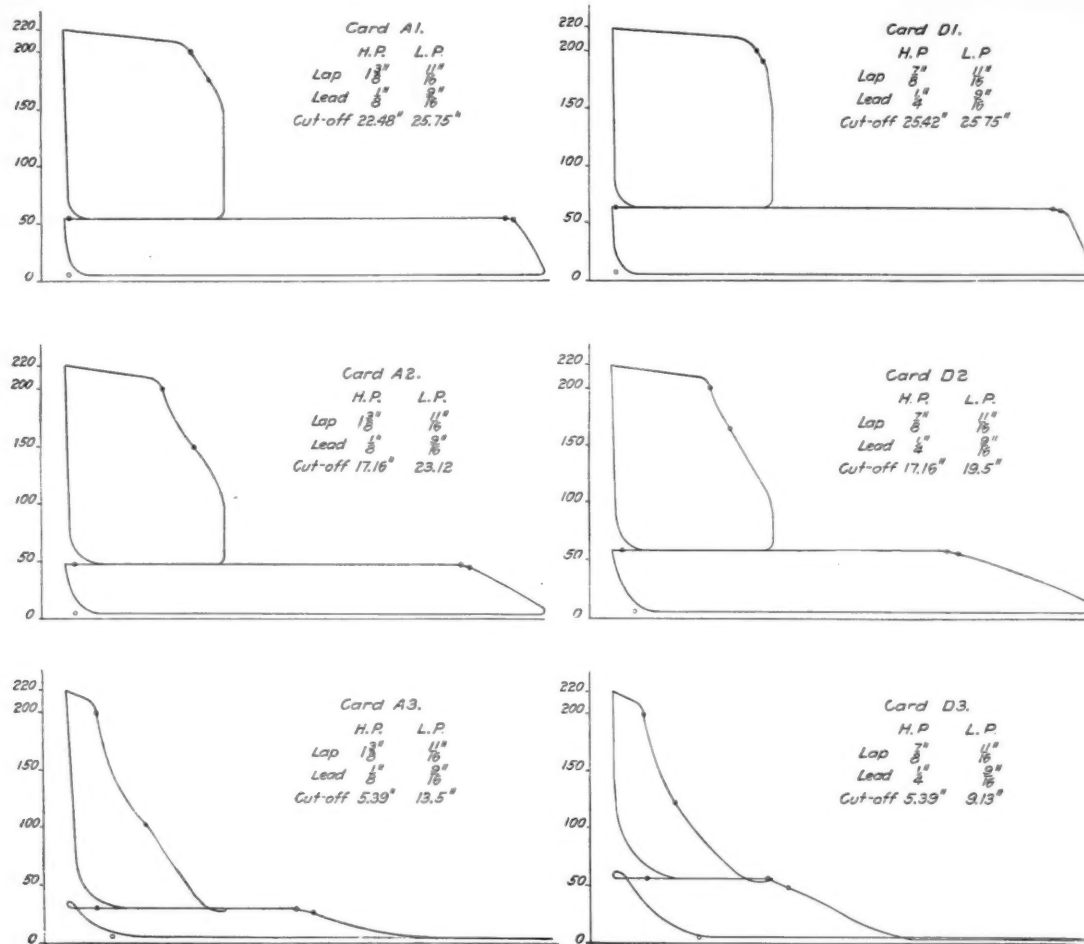 Card A1.
H.P. L.P.
Lap 1 3/8" 11/16"
Lead 1/8" 9/16"
Cut-off 22.48" 25.75"
220
200
150
100
50
0
Card D1.
H.P L.P.
Lap 7/8" 11/16"
Lead 1/4" 9/16"
Cut-off 25.42" 25 75"
220
200
150
100
50
0
Card A2.
H.P. L.P.
Lap 1 3/8" 11/16"
Lead 1/8" 9/16"
Cut-off 17.16" 23.12
220
200
150
100
50
0
Card D2
H.P. L.P.
Lap 7/8" 11/16"
Lead 1/4" 9/16"
Cut-off 17.16" 19.5"
220
200
150
100
50
0
Card A3.
H.P. L.P.
Lap 1 3/8" 11/16"
Lead 1/8" 9/16"
Cut-off 5.39" 13.5"
220
200
150
100
50
0
Card D3.
H.P L.P.
Lap 7/8" 11/16"
Lead 1/4" 9/16"
Cut-off 5.39" 9.13"
220
200
150
100
50
0